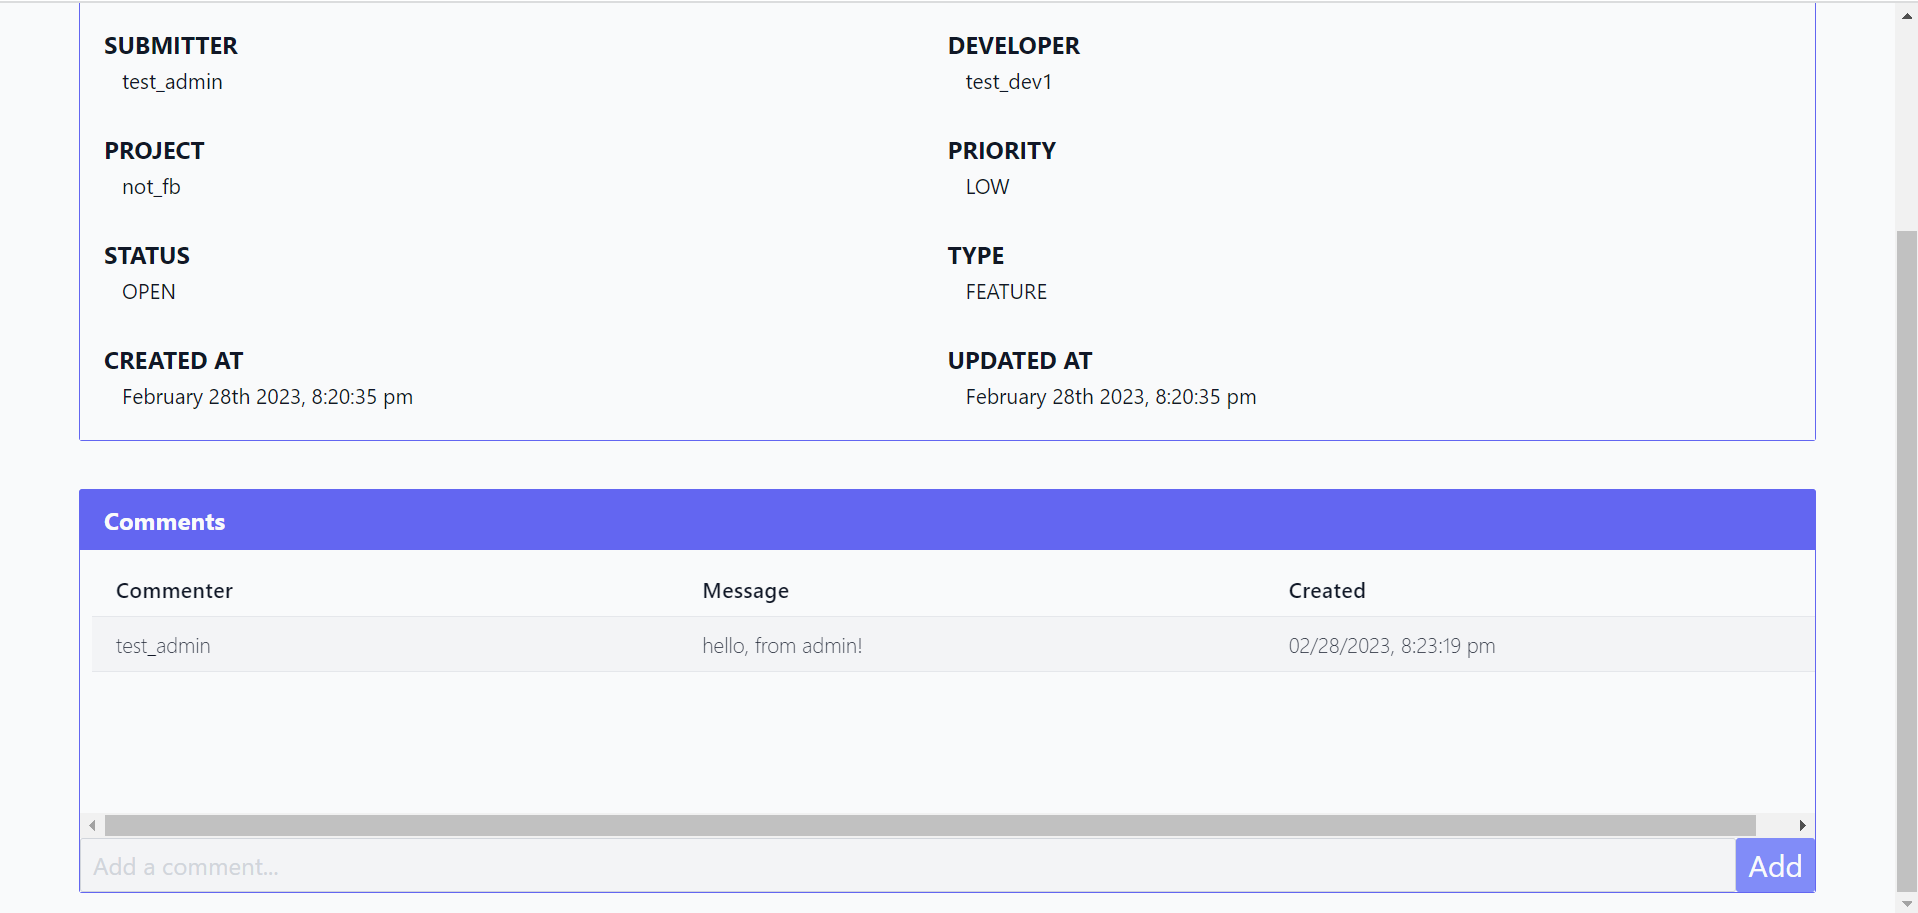 SUBMITTER DEVELOPER
test_admin test_dev1
PROJECT PRIORITY
not_fb LOW
STATUS TYPE
OPEN FEATURE
CREATED AT UPDATED AT
February 28th 2023, 8:20:35 pm February 28th 2023, 8:20:35 pm
Comments
Commenter Message Created
test_admin hello, from admin! 02/28/2023, 8:23:19 pm
Add a comment... Add